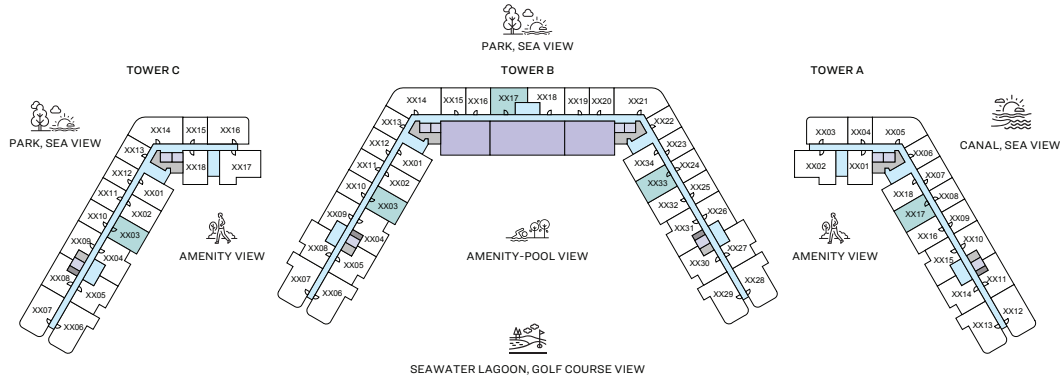 PARK, SEA VIEW
TOWER C
TOWER B
TOWER A
PARK, SEA VIEW
CANAL, SEA VIEW
XX14
XX15
XX16
XX13
XX18
XX17
XX12
XX01
XX11
XX02
XX10
XX03
XX09
XX04
XX08
XX05
XX07
XX06
AMENITY VIEW
XX14
XX15
XX16
XX17
XX18
XX19
XX20
XX21
XX13
XX22
XX12
XX01
XX34
XX23
XX11
XX02
XX33
XX24
XX10
XX03
XX32
XX25
XX09
XX04
XX31
XX26
XX08
XX05
XX30
XX27
XX07
XX06
XX29
XX28
AMENITY-POOL VIEW
XX03
XX04
XX05
XX02
XX01
XX06
XX18
XX07
XX17
XX08
XX16
XX09
XX15
XX10
XX14
XX11
XX13
XX12
AMENITY VIEW
SEAWATER LAGOON, GOLF COURSE VIEW